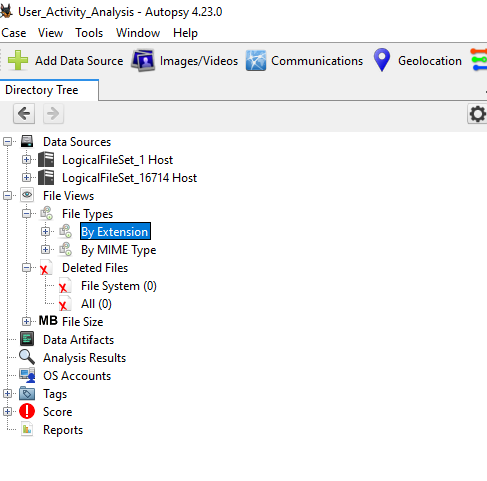 User_Activity_Analysis - Autopsy 4.23.0
Case View Tools Window Help
Add Data Source Images/Videos Communications Geolocation
Directory Tree
Data Sources
LogicalFileSet_1 Host
LogicalFileSet_16714 Host
File Views
File Types
By Extension
By MIME Type
Deleted Files
File System (0)
All (0)
MB File Size
Data Artifacts
Analysis Results
OS Accounts
Tags
Score
Reports